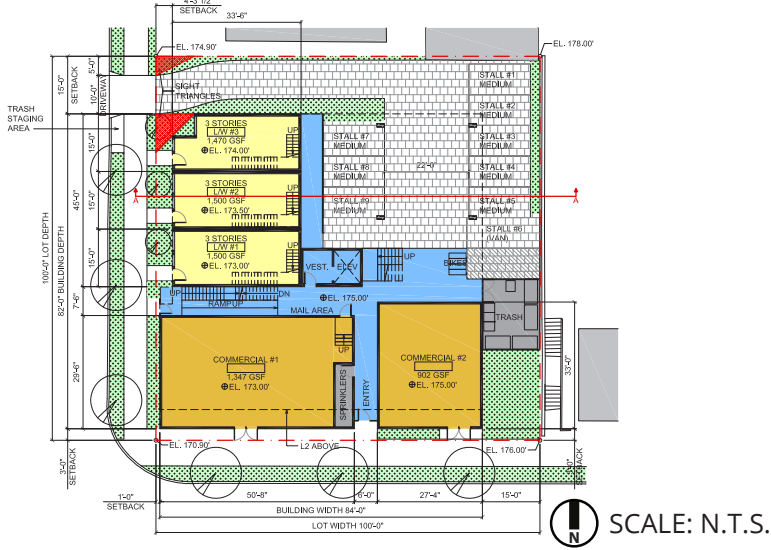 4'-3 1/2"
SETBACK
33'-6"
EL. 174.90'
EL. 178.00'
5'-0"
15'-0"
SETBACK
10'-0"
DRIVEWAY
SIGHT
TRIANGLES
STALL #1
MEDIUM
STALL #2
MEDIUM
TRASH
STAGING
AREA
3 STORIES
L/W #3
1,470 GSF
EL. 174.00'
UP
STALL #7
MEDIUM
STALL #3
MEDIUM
15'-0"
STALL #8
MEDIUM
22'-0"
STALL #4
MEDIUM
3 STORIES
L/W #2
1,500 GSF
EL. 173.50'
UP
STALL #9
MEDIUM
STALL #5
MEDIUM
A
A
45'-0"
15'-0"
STALL #6
(VAN)
3 STORIES
L/W #1
1,500 GSF
EL. 173.00'
UP
15'-0"
100'-0" LOT DEPTH
82'-0" BUILDING DEPTH
VEST.
ELEV
UP
BIKES
UP
DN
RAMP UP
EL. 175.00'
MAIL AREA
7'-6"
TRASH
COMMERCIAL #1
1,347 GSF
EL. 173.00'
UP
SPRINKLERS
ENTRY
COMMERCIAL #2
902 GSF
EL. 175.00'
29'-6"
33'-0"
L2 ABOVE
EL. 170.90'
EL. 176.00'
3'-0"
SETBACK
SETBACK
1'-0"
SETBACK
50'-8"
6'-0"
27'-4"
15'-0"
BUILDING WIDTH 84'-0"
LOT WIDTH 100'-0"
N
SCALE: N.T.S.